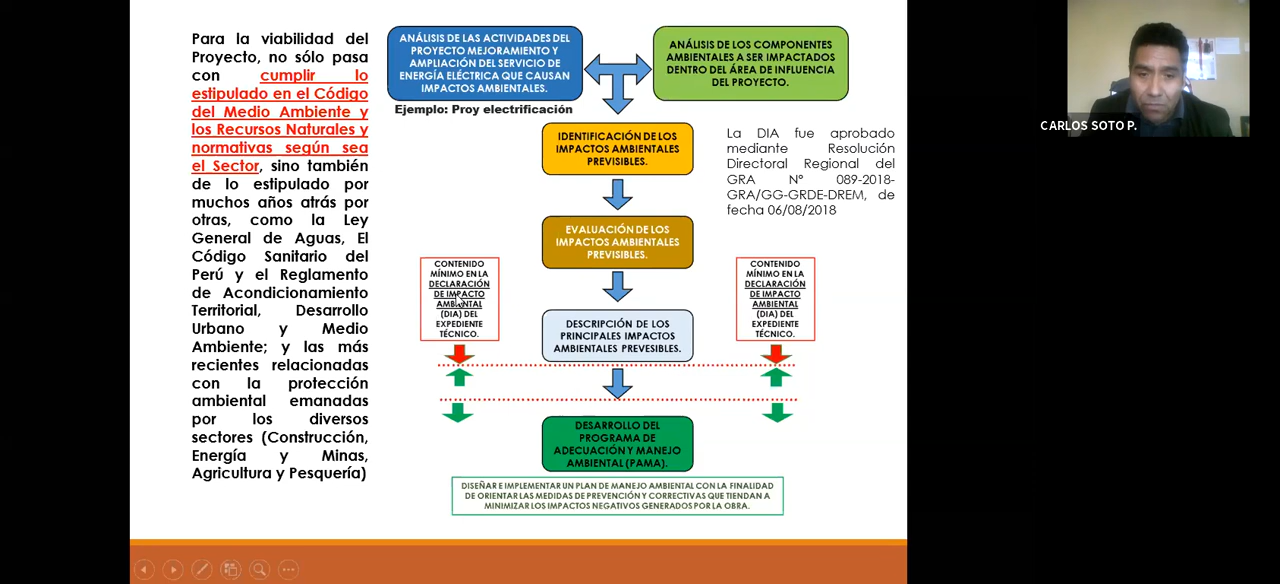 Para la viabilidad del
Proyecto, no sólo pasa
con cumplir lo
estipulado en el Código
del Medio Ambiente y
los Recursos Naturales y
normativas según sea
el Sector, sino también
de lo estipulado por
muchos años atrás por
otras, como la Ley
General de Aguas, El
Código Sanitario del
Perú y el Reglamento
de Acondicionamiento
Territorial, Desarrollo
Urbano y Medio
Ambiente; y las más
recientes relacionadas
con la protección
ambiental emanadas
por los diversos
sectores (Construcción,
Energía y Minas,
Agricultura y Pesquería)
ANÁLISIS DE LAS ACTIVIDADES DEL
PROYECTO MEJORAMIENTO Y
AMPLIACIÓN DEL SERVICIO DE
ENERGÍA ELÉCTRICA QUE CAUSAN
IMPACTOS AMBIENTALES.
Ejemplo: Proy electrificación
ANÁLISIS DE LOS COMPONENTES
AMBIENTALES A SER IMPACTADOS
DENTRO DEL ÁREA DE INFLUENCIA
DEL PROYECTO.
IDENTIFICACIÓN DE LOS
IMPACTOS AMBIENTALES
PREVISIBLES.
La DIA fue aprobado
mediante Resolución
Directoral Regional del
GRA Nº 089-2018-
GRA/GG-GRDE-DREM, de
fecha 06/08/2018
EVALUACIÓN DE LOS
IMPACTOS AMBIENTALES
PREVISIBLES.
CONTENIDO
MÍNIMO EN LA
DECLARACIÓN
DE IMPACTO
AMBIENTAL
(DIA) DEL
EXPEDIENTE
TÉCNICO.
DESCRIPCIÓN DE LOS
PRINCIPALES IMPACTOS
AMBIENTALES PREVESIBLES.
CONTENIDO
MÍNIMO EN LA
DECLARACIÓN
DE IMPACTO
AMBIENTAL
(DIA) DEL
EXPEDIENTE
TÉCNICO.
DESARROLLO DEL
PROGRAMA DE
ADECUACIÓN Y MANEJO
AMBIENTAL (PAMA).
DISEÑAR E IMPLEMENTAR UN PLAN DE MANEJO AMBIENTAL CON LA FINALIDAD
DE ORIENTAR LAS MEDIDAS DE PREVENCIÓN Y CORRECTIVAS QUE TIENDAN A
MINIMIZAR LOS IMPACTOS NEGATIVOS GENERADOS POR LA OBRA.
CARLOS SOTO P.